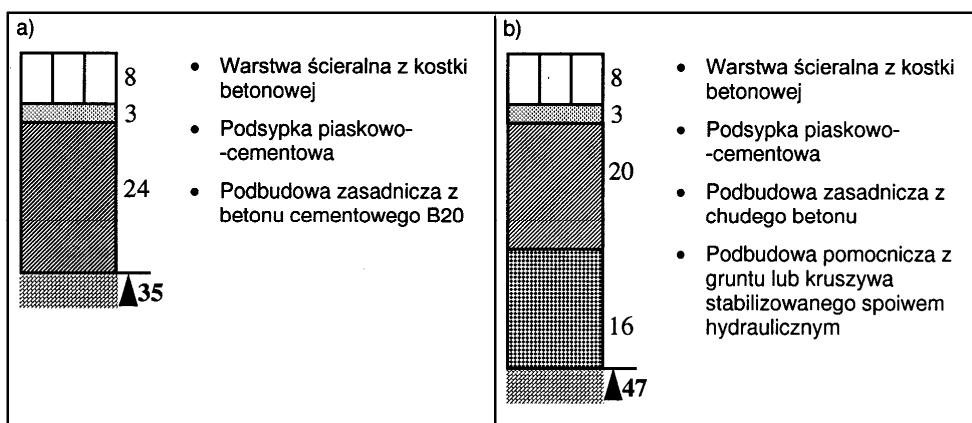 a)
8
3
24
35
• Warstwa ścieralna z kostki
betonowej
• Podsypka piaskowo-
-cementowa
• Podbudowa zasadnicza z
betonu cementowego B20
b)
8
3
20
16
47
• Warstwa ścieralna z kostki
betonowej
• Podsypka piaskowo-
-cementowa
• Podbudowa zasadnicza z
chudego betonu
• Podbudowa pomocnicza z
gruntu lub kruszywa
stabilizowanego spoiwem
hydraulicznym